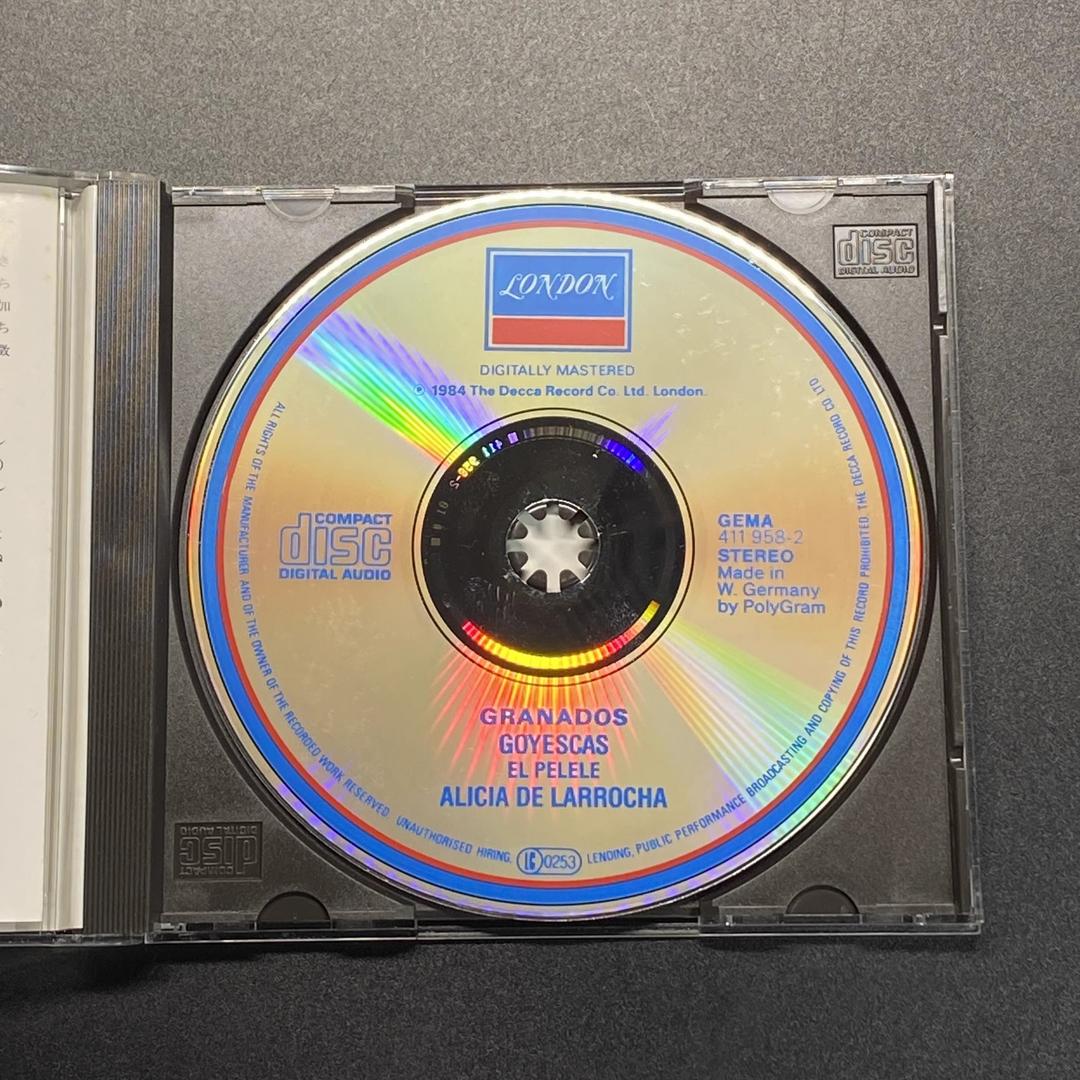 LONDON
DIGITALLY MASTERED
℗ 1984 The Decca Record Co. Ltd. London.
COMPACT
disc
DIGITAL AUDIO
GEMA
411 958-2
STEREO
Made in
W. Germany
by PolyGram
GRANADOS
GOYESCAS
EL PELELE
ALICIA DE LARROCHA
ALL RIGHTS OF THE MANUFACTURER AND OF THE OWNER OF THE RECORDED WORK RESERVED. UNAUTHORISED HIRING, LC 0253 LENDING, PUBLIC PERFORMANCE BROADCASTING AND COPYING OF THIS RECORD PROHIBITED. THE DECCA RECORD CO. LTD
COMPACT
disc
DIGITAL AUDIO
COMPACT
disc
DIGITAL AUDIO